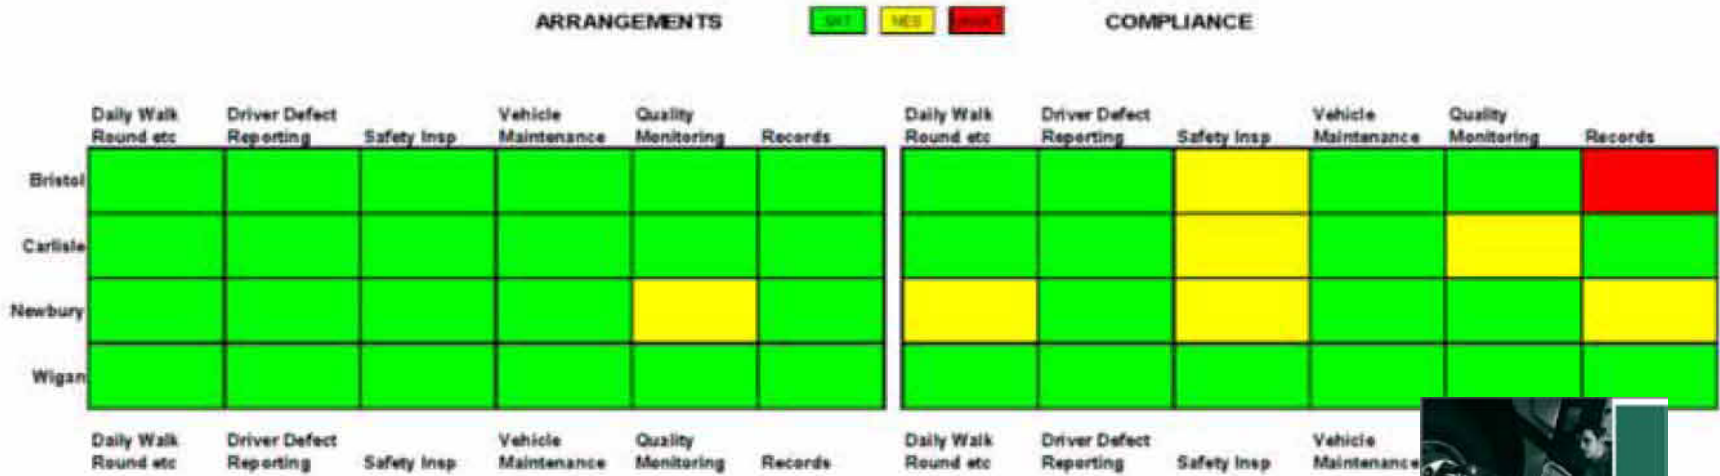 ARRANGEMENTS SAT NES UNSAT COMPLIANCE
Daily Walk Driver Defect Vehicle Quality Daily Walk Driver Defect Vehicle Quality
Round etc Reporting Safety Insp Maintenance Monitoring Records Round etc Reporting Safety Insp Maintenance Monitoring Records
Bristol
Carlisle
Newbury
Wigan
Daily Walk Driver Defect Vehicle Quality Daily Walk Driver Defect Vehicle
Round etc Reporting Safety Insp Maintenance Monitoring Records Round etc Reporting Safety Insp Maintenance